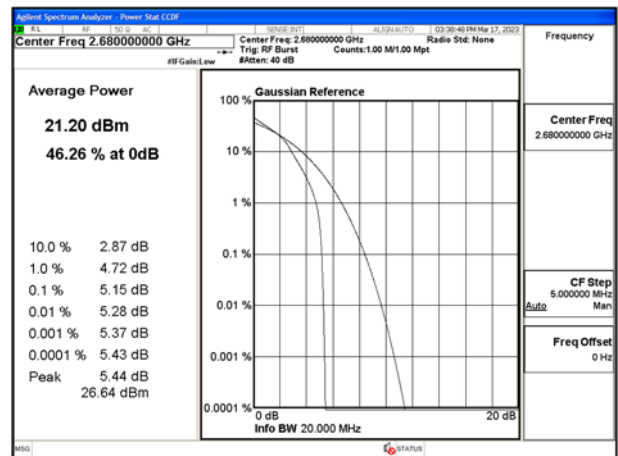 Agilent Spectrum Analyzer - Power Stat CCDF
RL RF 50 Ω AC SENSE:INT ALIGN AUTO 03:38:48 PM Mar 17, 2023
Center Freq 2.680000000 GHz
Center Freq: 2.680000000 GHz Radio Std: None
Trig: RF Burst Counts:1.00 M/1.00 Mpt
#IFGain:Low #Atten: 40 dB
Frequency
Average Power
21.20 dBm
46.26 % at 0dB
10.0 % 2.87 dB
1.0 % 4.72 dB
0.1 % 5.15 dB
0.01 % 5.28 dB
0.001 % 5.37 dB
0.0001 % 5.43 dB
Peak 5.44 dB
26.64 dBm
Gaussian Reference
100 %
10 %
1 %
0.1 %
0.01 %
0.001 %
0.0001 %
0 dB 20 dB
Info BW 20.000 MHz
Center Freq
2.680000000 GHz
CF Step
5.000000 MHz
Auto Man
Freq Offset
0 Hz
MSG STATUS